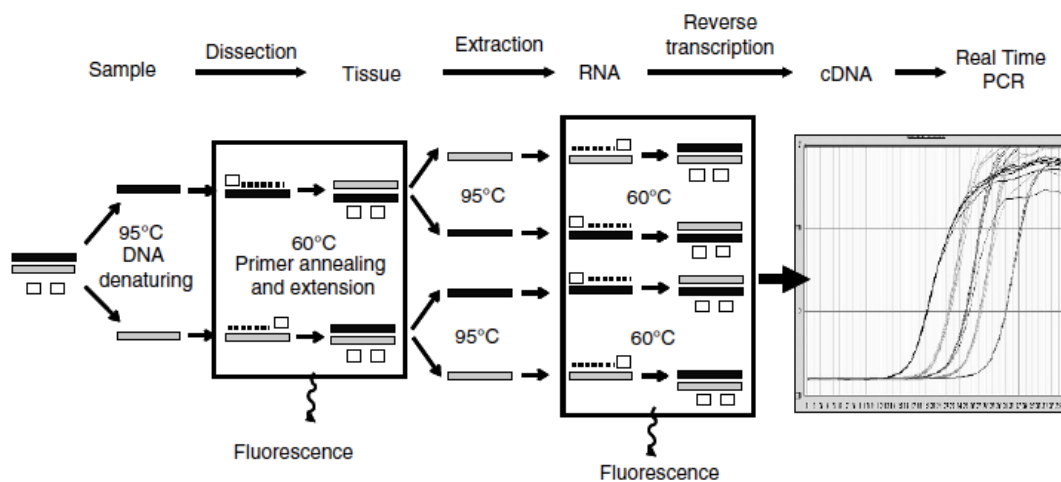 Sample
Dissection
Tissue
Extraction
RNA
Reverse
transcription
cDNA
Real Time
PCR
95°C
DNA
denaturing
60°C
Primer annealing
and extension
95°C
95°C
60°C
60°C
Fluorescence
Fluorescence